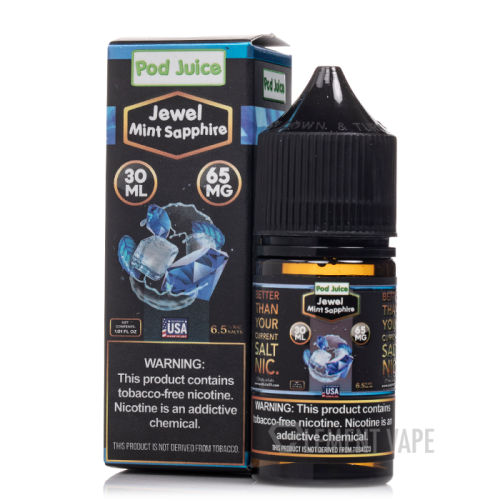 Pod Juice
Jewel
Mint Sapphire
30
ML
65
MG
USA
6.5%
WARNING:
This product contains
tobacco-free nicotine.
Nicotine is an addictive
chemical.
THIS PRODUCT IS NOT DERIVED FROM TOBACCO.
Pod Juice
Jewel
Mint Sapphire
30
ML
65
MG
BETTER
THAN
YOUR
CURRENT
SALT
NIC.
USA
WARNING:
This product contains
tobacco-free nicotine.
Nicotine is an
addictive chemical.
ELEMENT VAPE